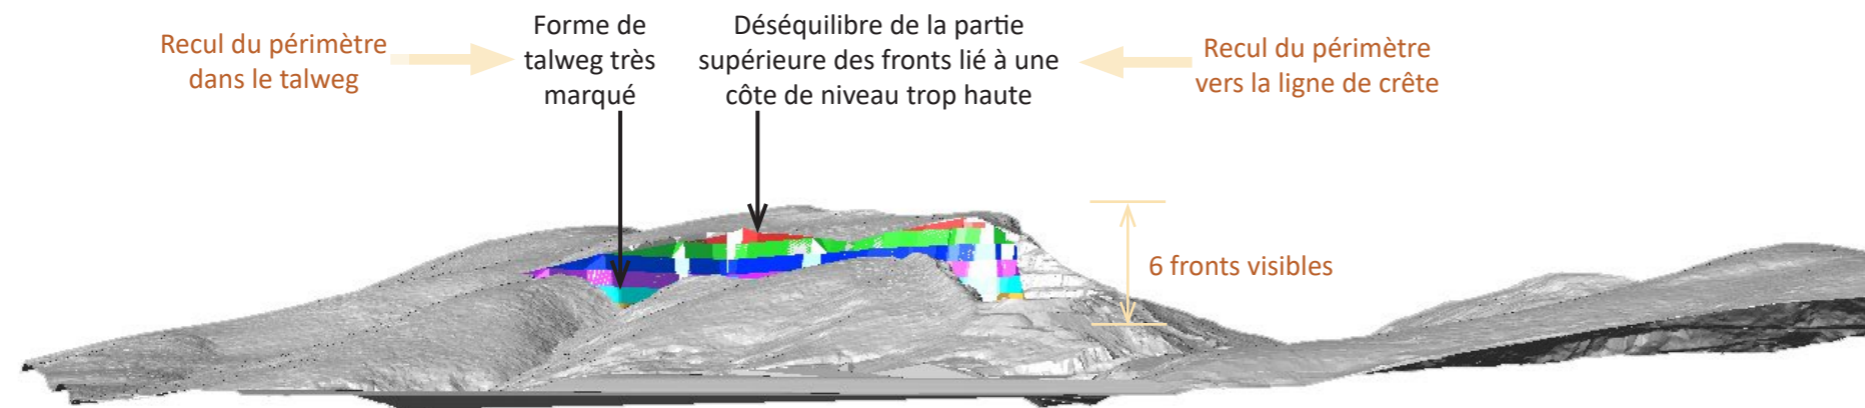 Recul du périmètre
dans le talweg
Forme de
talweg très
marqué
Déséquilibre de la partie
supérieure des fronts lié à une
côte de niveau trop haute
Recul du périmètre
vers la ligne de crête
6 fronts visibles